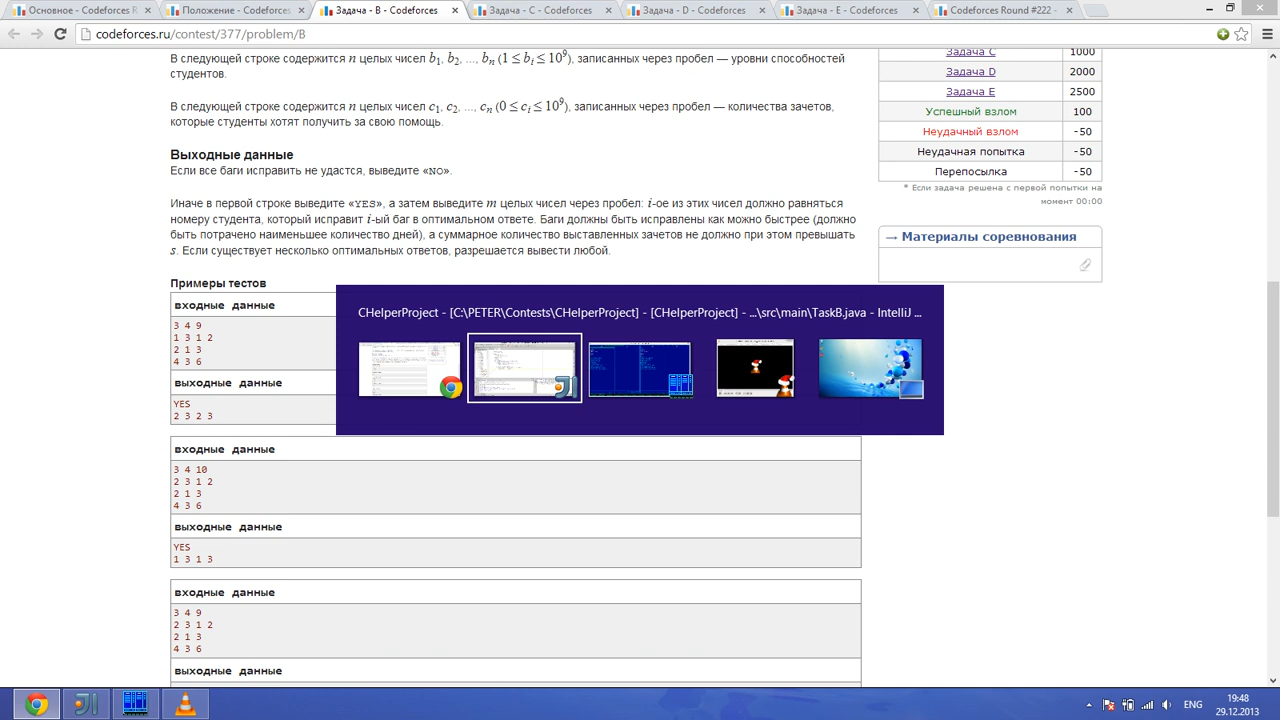 Основное - Codeforces R
Положение - Codeforces
Задача - B - Codeforces
Задача - C - Codeforces
Задача - D - Codeforces
Задача - E - Codeforces
Codeforces Round #222 -
codeforces.ru/contest/377/problem/B
В следующей строке содержится n целых чисел b1, b2, ..., bn (1 ≤ bi ≤ 10^9), записанных через пробел — уровни способностей
студентов.
В следующей строке содержится n целых чисел c1, c2, ..., cn (0 ≤ ci ≤ 10^9), записанных через пробел — количества зачетов,
которые студенты хотят получить за свою помощь.
Выходные данные
Если все баги исправить не удастся, выведите «NO».
Иначе в первой строке выведите «YES», а затем выведите m целых чисел через пробел: i-ое из этих чисел должно равняться
номеру студента, который исправит i-ый баг в оптимальном ответе. Баги должны быть исправлены как можно быстрее (должно
быть потрачено наименьшее количество дней), а суммарное количество выставленных зачетов не должно при этом превышать
s. Если существует несколько оптимальных ответов, разрешается вывести любой.
Примеры тестов
входные данные
3 4 9
1 3 1 2
2 1 3
4 3 6
выходные данные
YES
2 3 2 3
входные данные
3 4 10
2 3 1 2
2 1 3
4 3 6
выходные данные
YES
1 3 1 3
входные данные
3 4 9
2 3 1 2
2 1 3
4 3 6
выходные данные
Задача C 1000
Задача D 2000
Задача E 2500
Успешный взлом 100
Неудачный взлом -50
Неудачная попытка -50
Перепосылка -50
* Если задача решена с первой попытки на
момент 00:00
→ Материалы соревнования
CHelperProject - [C:\PETER\Contests\CHelperProject] - [CHelperProject] - ...\src\main\TaskB.java - IntelliJ ...
ENG
19:48
29.12.2013